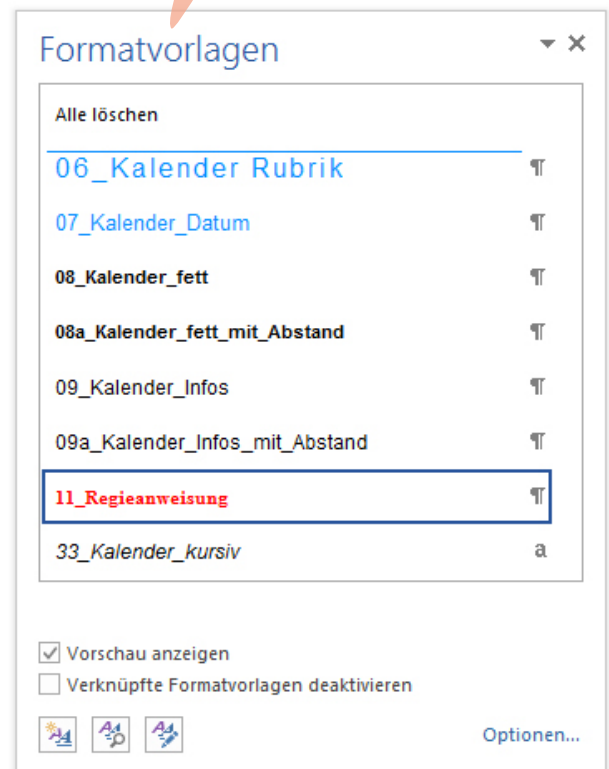 Formatvorlagen
Alle löschen
06_Kalender Rubrik ¶
07_Kalender_Datum ¶
08_Kalender_fett ¶
08a_Kalender_fett_mit_Abstand ¶
09_Kalender_Infos ¶
09a_Kalender_Infos_mit_Abstand ¶
11_Regieanweisung ¶
33_Kalender_kursiv a
Vorschau anzeigen
Verknüpfte Formatvorlagen deaktivieren
Optionen...